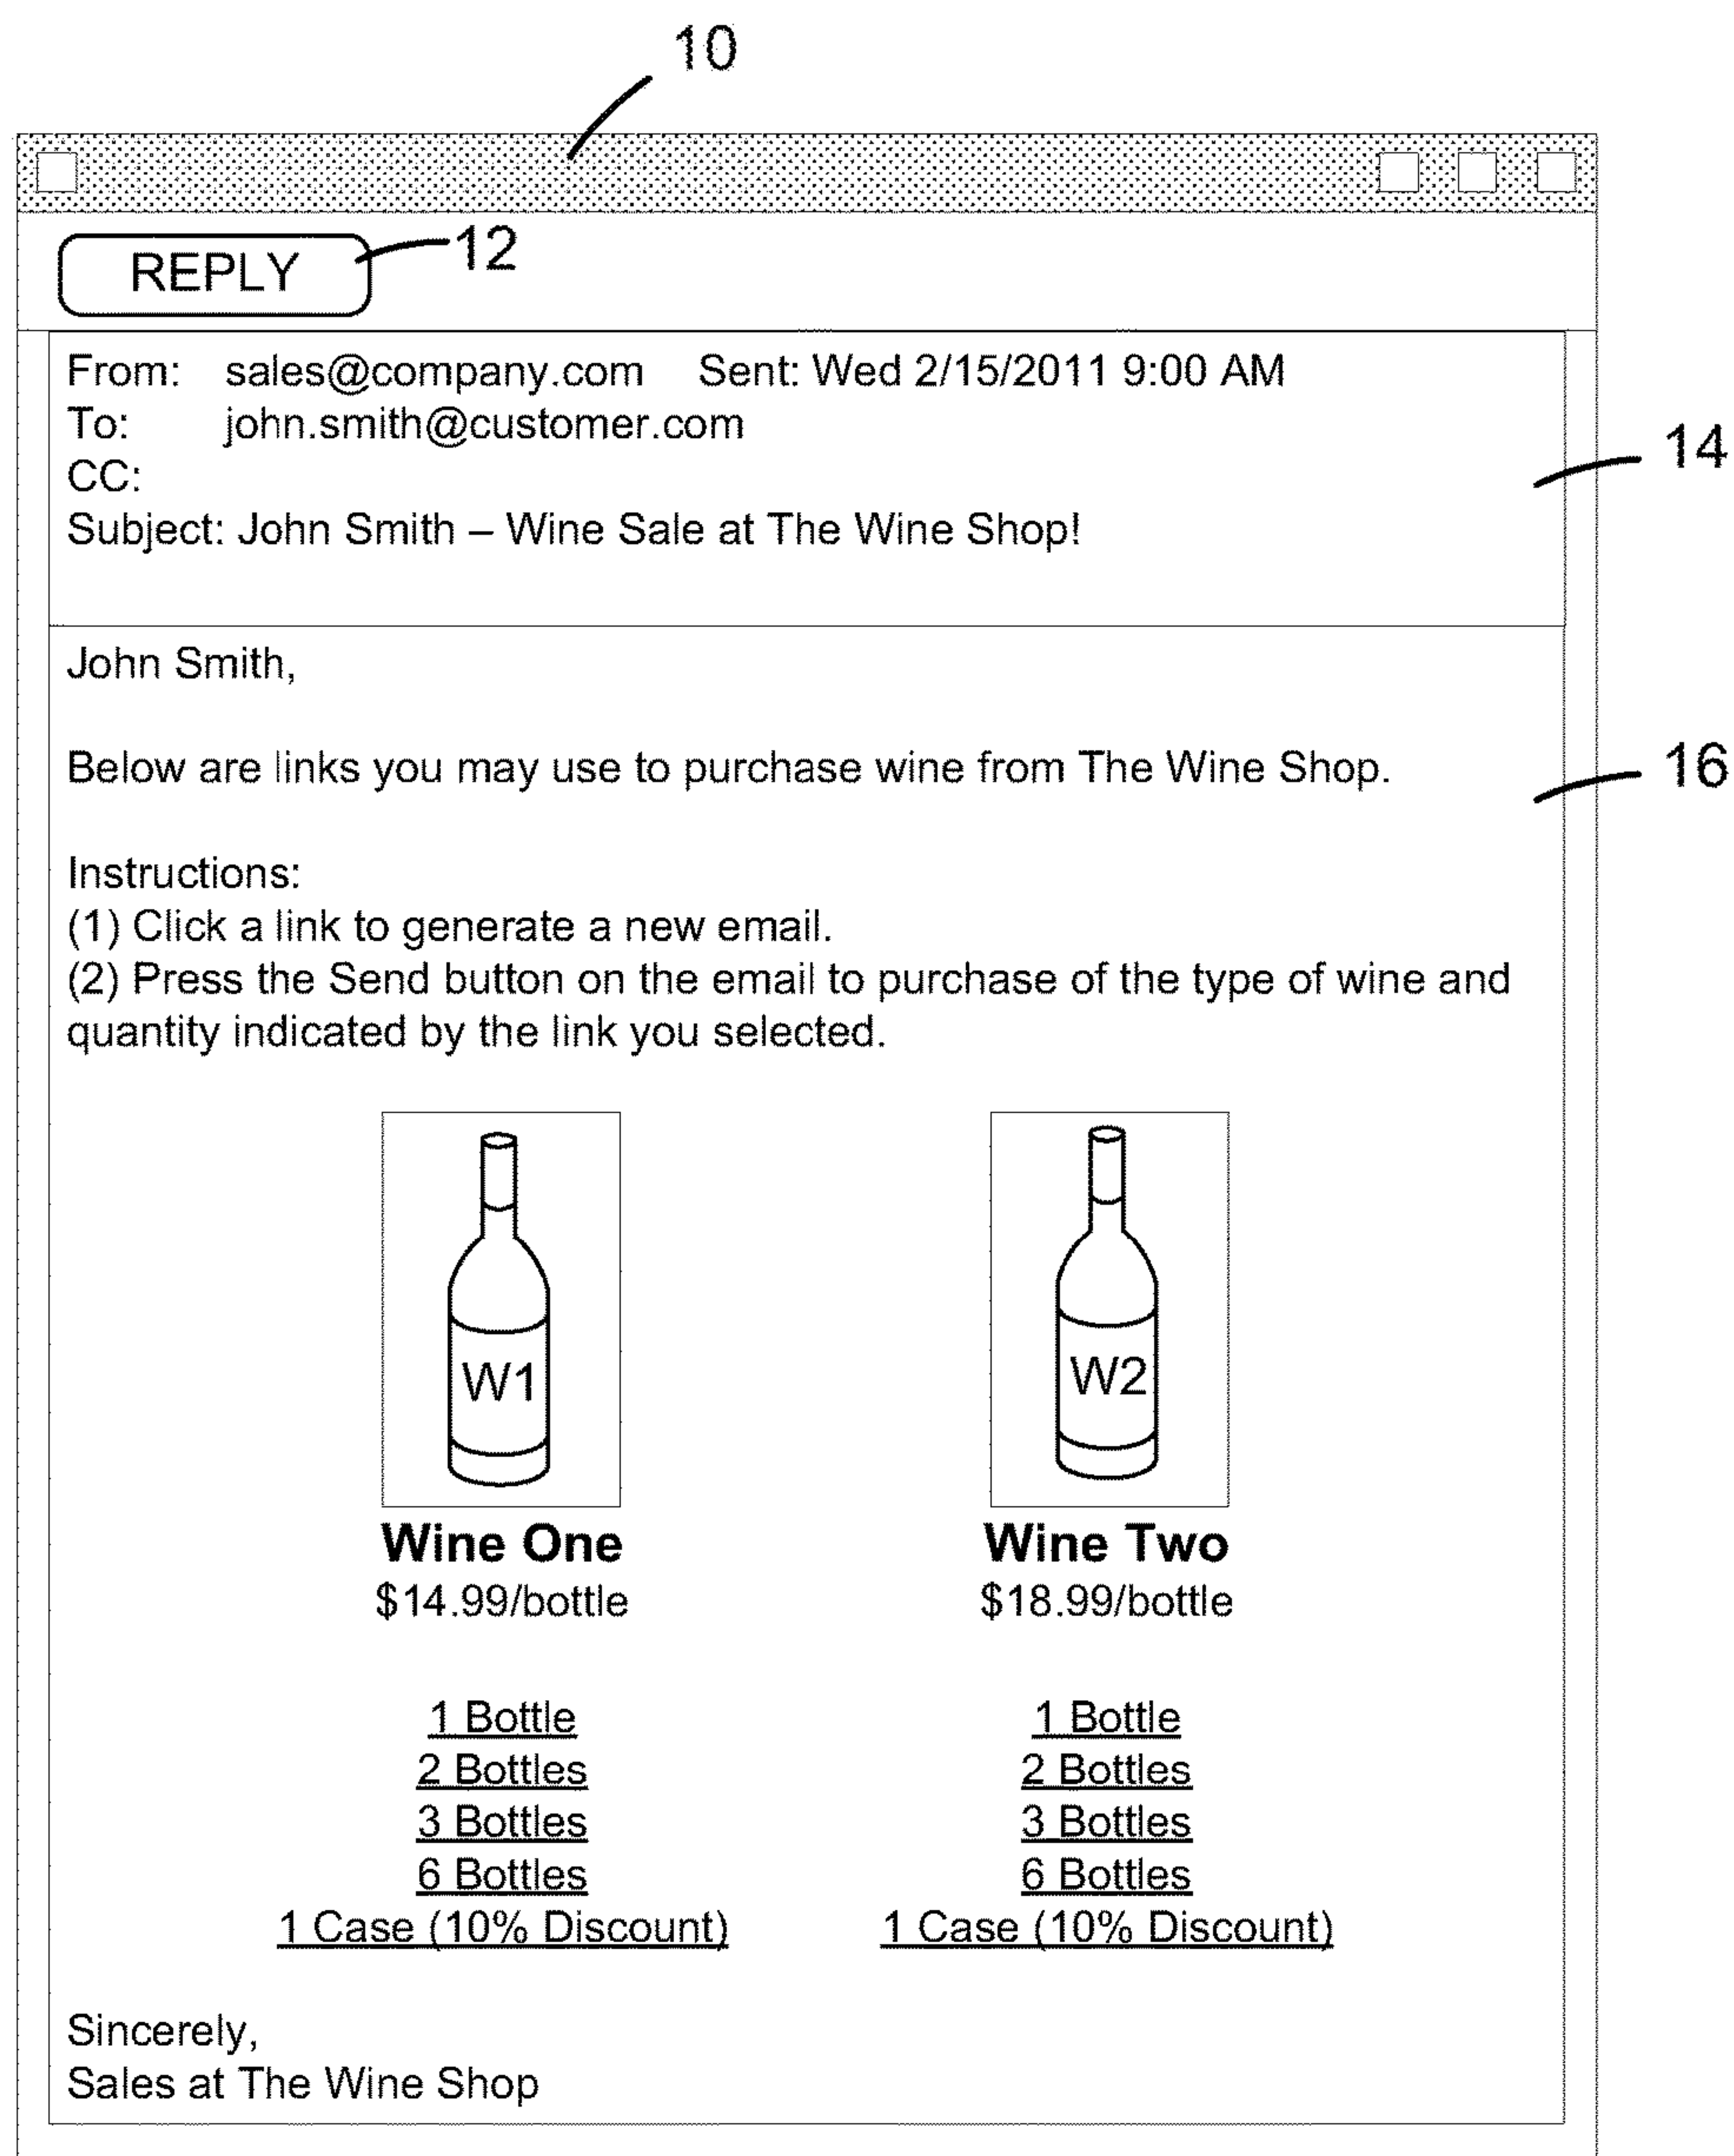 10
REPLY
12
From: sales@company.com Sent: Wed 2/15/2011 9:00 AM
To: john.smith@customer.com
CC:
Subject: John Smith – Wine Sale at The Wine Shop!
14
John Smith,
Below are links you may use to purchase wine from The Wine Shop.
16
Instructions:
(1) Click a link to generate a new email.
(2) Press the Send button on the email to purchase of the type of wine and
quantity indicated by the link you selected.
W1
W2
Wine One
$14.99/bottle
1 Bottle
2 Bottles
3 Bottles
6 Bottles
1 Case (10% Discount)
Wine Two
$18.99/bottle
1 Bottle
2 Bottles
3 Bottles
6 Bottles
1 Case (10% Discount)
Sincerely,
Sales at The Wine Shop